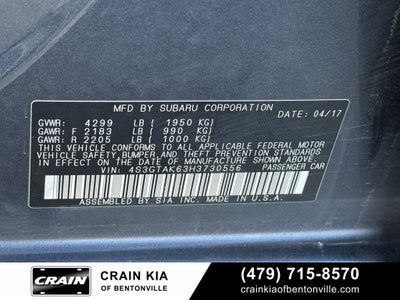 MFD. BY SUBARU CORPORATION DATE: 04/17
GVWR: 4299 LB ( 1950 KG)
GAWR: F 2183 LB ( 990 KG)
GAWR: R 2205 LB ( 1000 KG)
THIS VEHICLE CONFORMS TO ALL APPLICABLE FEDERAL MOTOR
VEHICLE SAFETY, BUMPER AND THEFT PREVENTION STANDARDS
IN EFFECT ON THE DATE OF MANUFACTURE SHOWN ABOVE.
VIN: 4S3GTAK63H3730556 PASSENGER CAR
ASSEMBLED BY SIA INC. MADE IN U.S.A.
CRAIN
CRAIN KIA
OF BENTONVILLE
(479) 715-8570
crainkiaofbentonville.com